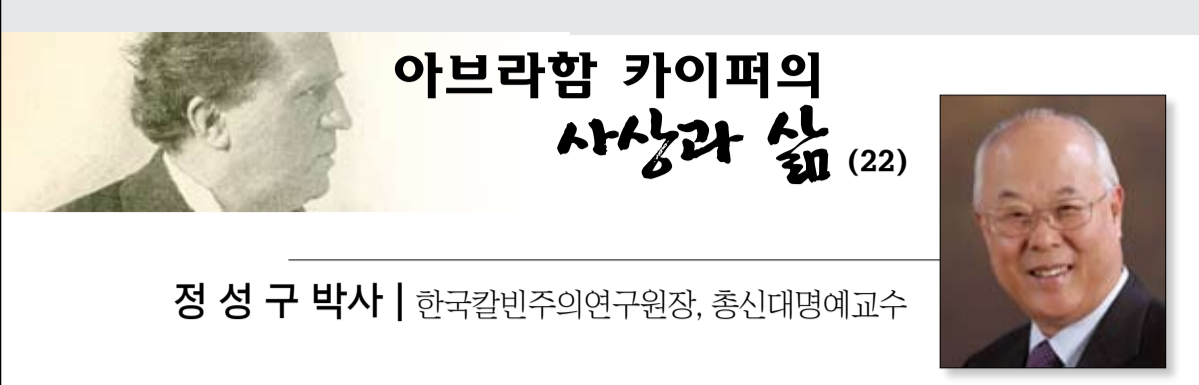 아브라함 카이퍼의
사상과 삶 (22)
정 성 구 박사 | 한국칼빈주의연구원장, 총신대명예교수